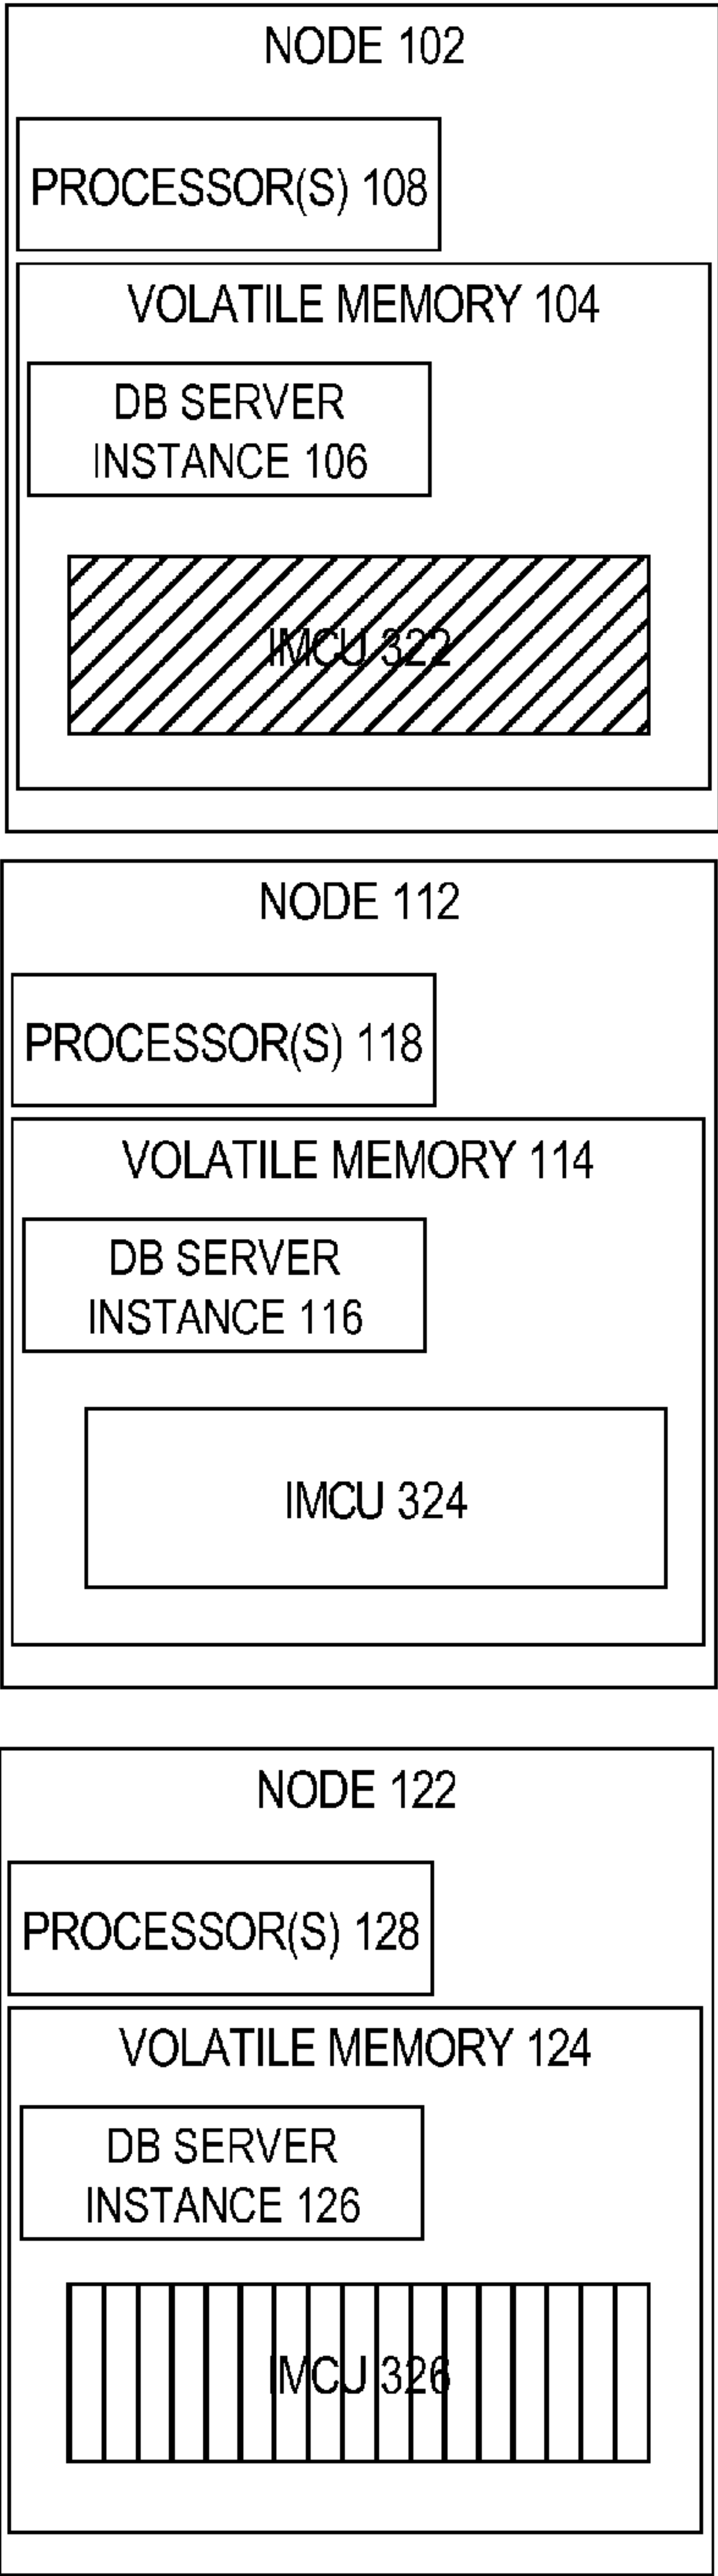 NODE 102
PROCESSOR(S) 108
VOLATILE MEMORY 104
DB SERVER
INSTANCE 106
IMCU 322
NODE 112
PROCESSOR(S) 118
VOLATILE MEMORY 114
DB SERVER
INSTANCE 116
IMCU 324
NODE 122
PROCESSOR(S) 128
VOLATILE MEMORY 124
DB SERVER
INSTANCE 126
IMCU 326